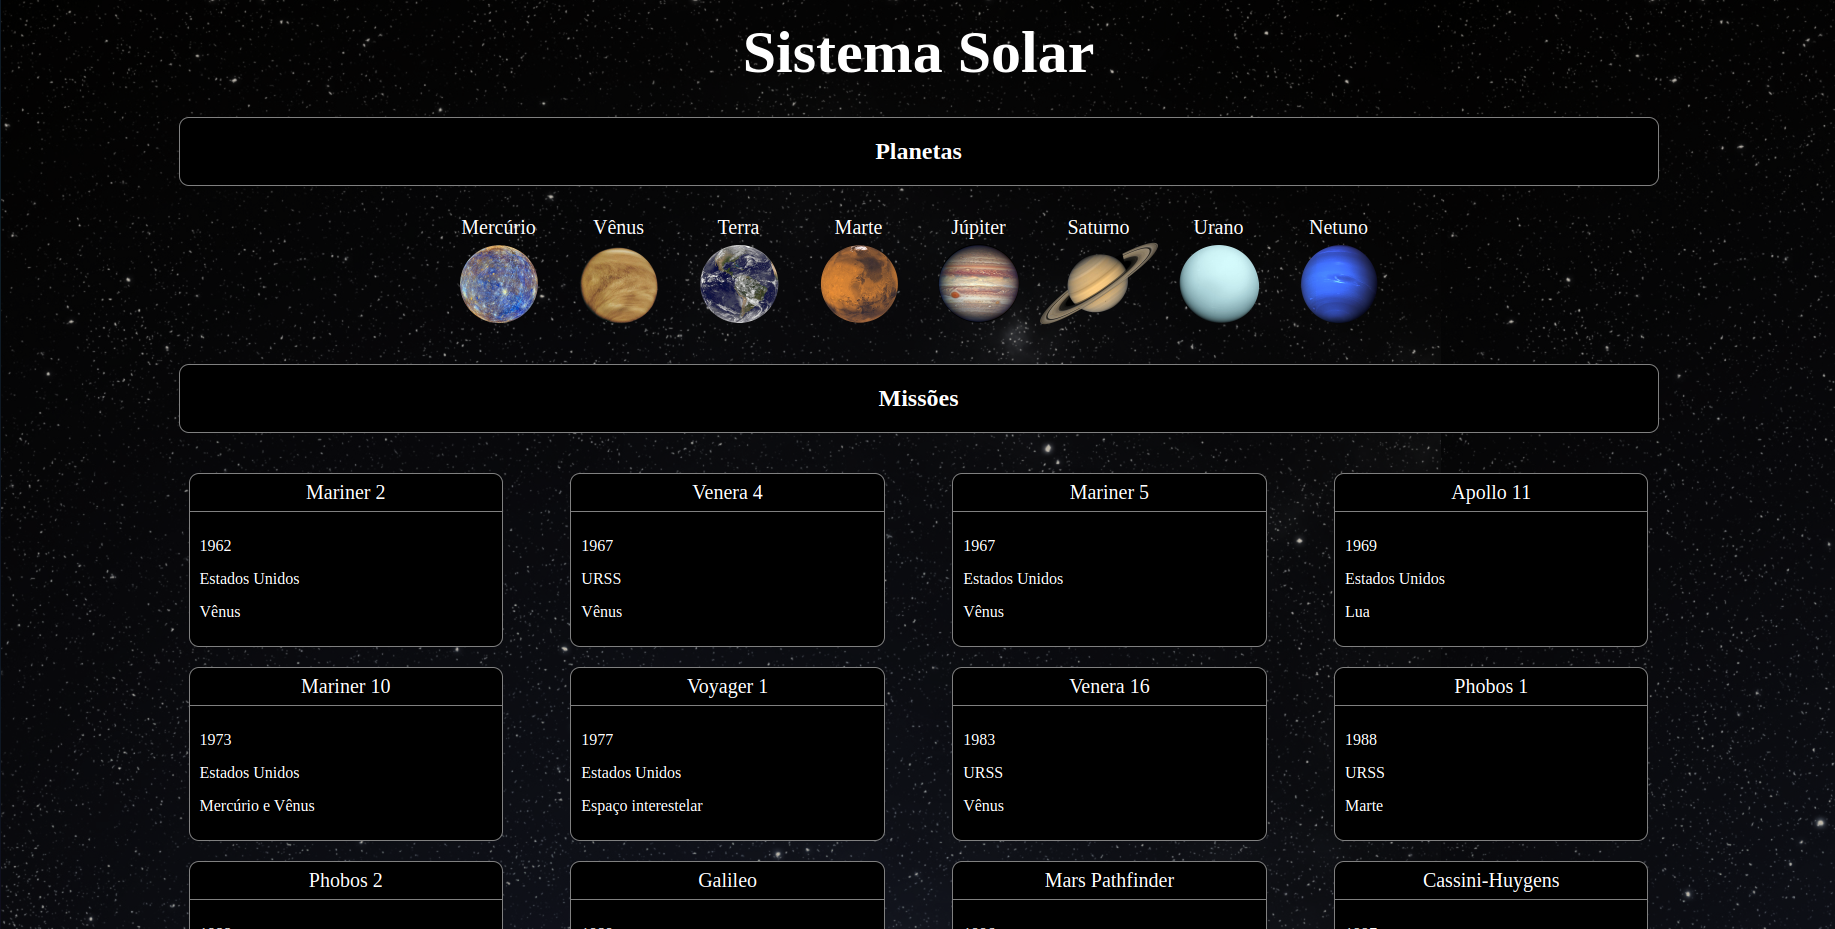 Sistema Solar
Planetas
Mercúrio
Vênus
Terra
Marte
Júpiter
Saturno
Urano
Netuno
Missões
Mariner 2
1962
Estados Unidos
Vênus
Venera 4
1967
URSS
Vênus
Mariner 5
1967
Estados Unidos
Vênus
Apollo 11
1969
Estados Unidos
Lua
Mariner 10
1973
Estados Unidos
Mercúrio e Vênus
Voyager 1
1977
Estados Unidos
Espaço interestelar
Venera 16
1983
URSS
Vênus
Phobos 1
1988
URSS
Marte
Phobos 2
Galileo
Mars Pathfinder
Cassini-Huygens